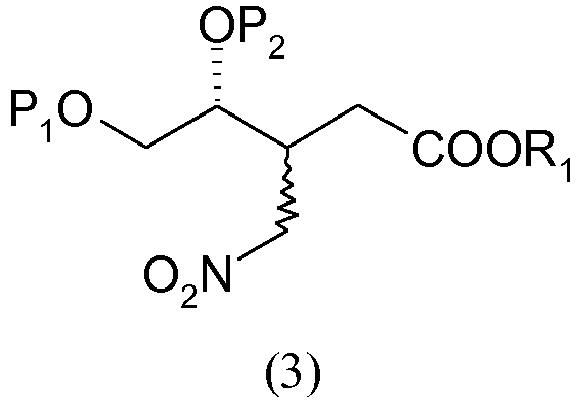 OP₂
P₁O
COOR₁
O₂N
(3)